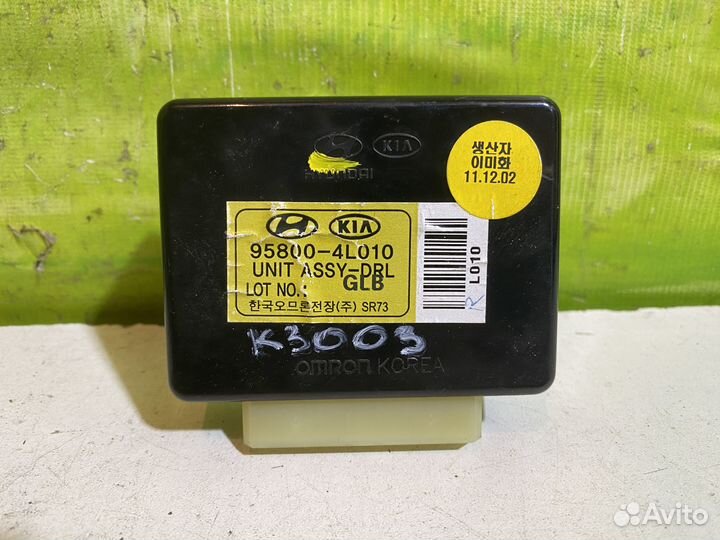 HYUNDAI
KIA
생산자
이미화
11.12.02
KIA
95800-4L010
UNIT ASSY-DRL
LOT NO.: GLB
한국오므론전장(주) SR73
L010
R
K3003
OMRON KOREA
Avito